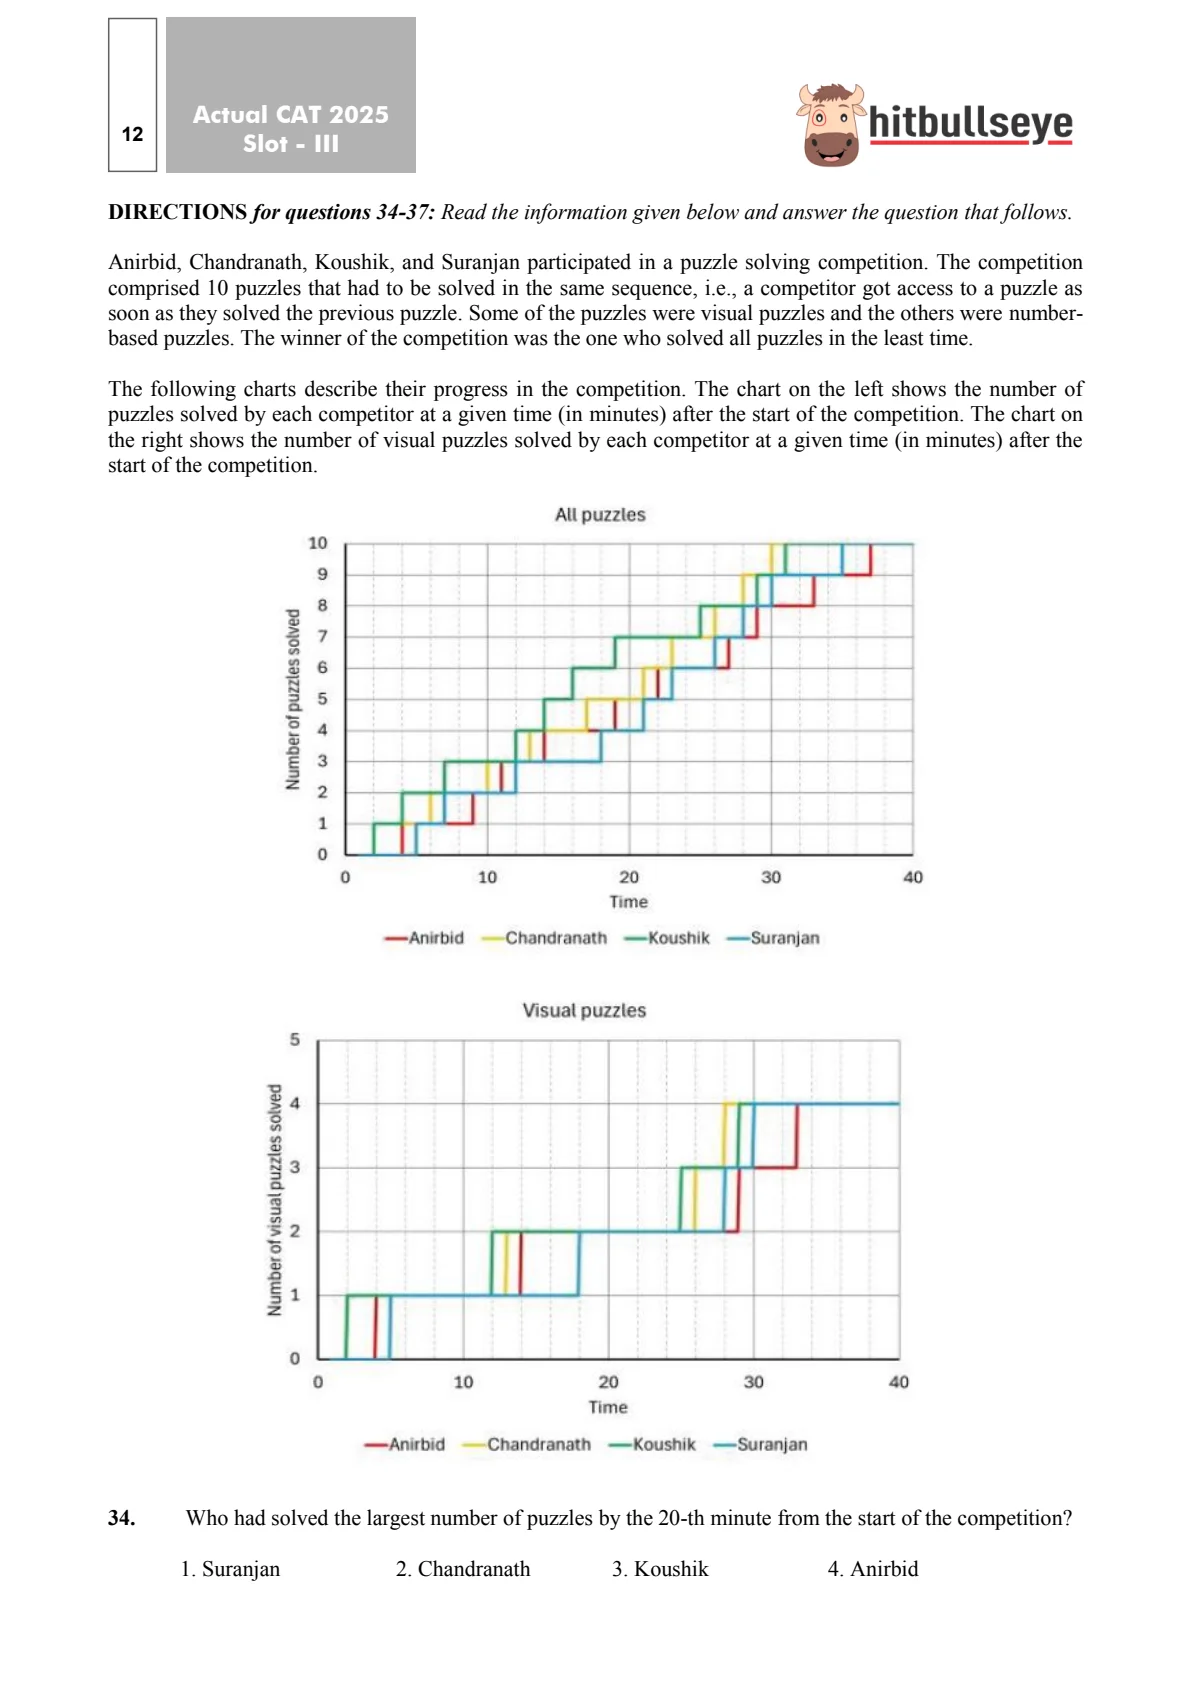 12
Actual CAT 2025
Slot - III
hitbullseye
DIRECTIONS for questions 34-37: Read the information given below and answer the question that follows.
Anirbid, Chandranath, Koushik, and Suranjan participated in a puzzle solving competition. The competition
comprised 10 puzzles that had to be solved in the same sequence, i.e., a competitor got access to a puzzle as
soon as they solved the previous puzzle. Some of the puzzles were visual puzzles and the others were number-
based puzzles. The winner of the competition was the one who solved all puzzles in the least time.
The following charts describe their progress in the competition. The chart on the left shows the number of
puzzles solved by each competitor at a given time (in minutes) after the start of the competition. The chart on
the right shows the number of visual puzzles solved by each competitor at a given time (in minutes) after the
start of the competition.
All puzzles
Number of puzzles solved
10
9
8
7
6
5
4
3
2
1
0
0 10 20 30 40
Time
Anirbid Chandranath Koushik Suranjan
Visual puzzles
Number of visual puzzles solved
5
4
3
2
1
0
0 10 20 30 40
Time
Anirbid Chandranath Koushik Suranjan
34. Who had solved the largest number of puzzles by the 20-th minute from the start of the competition?
1. Suranjan 2. Chandranath 3. Koushik 4. Anirbid